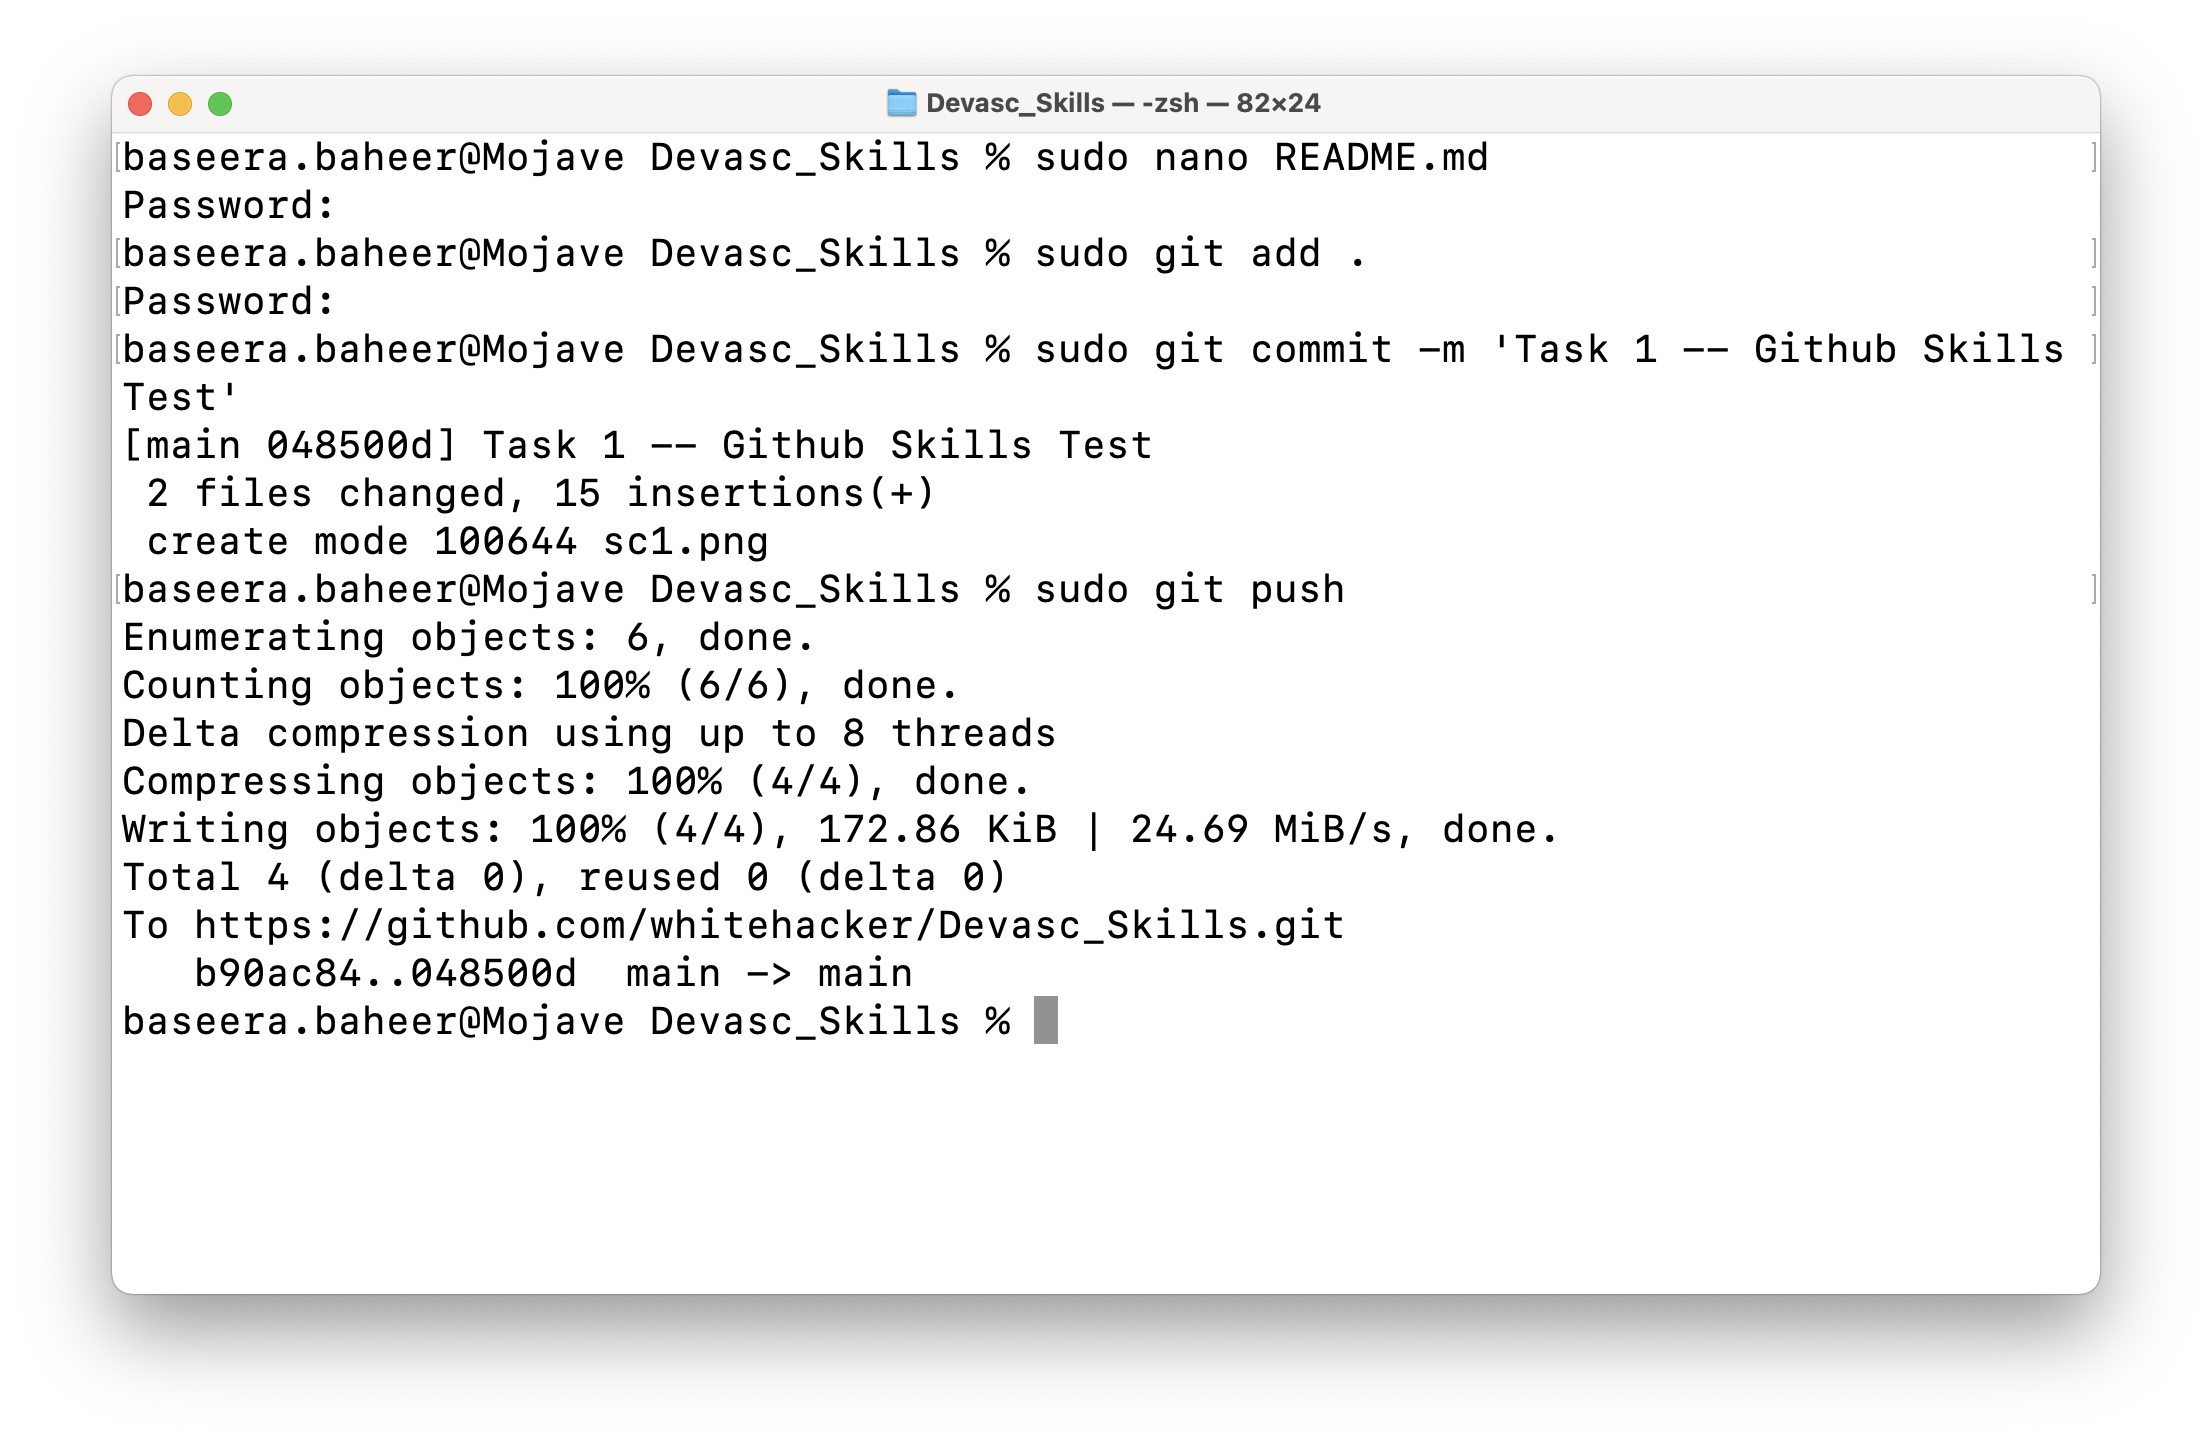 Devasc_Skills — -zsh — 82×24
[baseera.baheer@Mojave Devasc_Skills % sudo nano README.md ]
Password:
[baseera.baheer@Mojave Devasc_Skills % sudo git add . ]
[Password: ]
[baseera.baheer@Mojave Devasc_Skills % sudo git commit -m 'Task 1 -- Github Skills ]
Test'
[main 048500d] Task 1 -- Github Skills Test
 2 files changed, 15 insertions(+)
 create mode 100644 sc1.png
[baseera.baheer@Mojave Devasc_Skills % sudo git push ]
Enumerating objects: 6, done.
Counting objects: 100% (6/6), done.
Delta compression using up to 8 threads
Compressing objects: 100% (4/4), done.
Writing objects: 100% (4/4), 172.86 KiB | 24.69 MiB/s, done.
Total 4 (delta 0), reused 0 (delta 0)
To https://github.com/whitehacker/Devasc_Skills.git
   b90ac84..048500d  main -> main
baseera.baheer@Mojave Devasc_Skills %